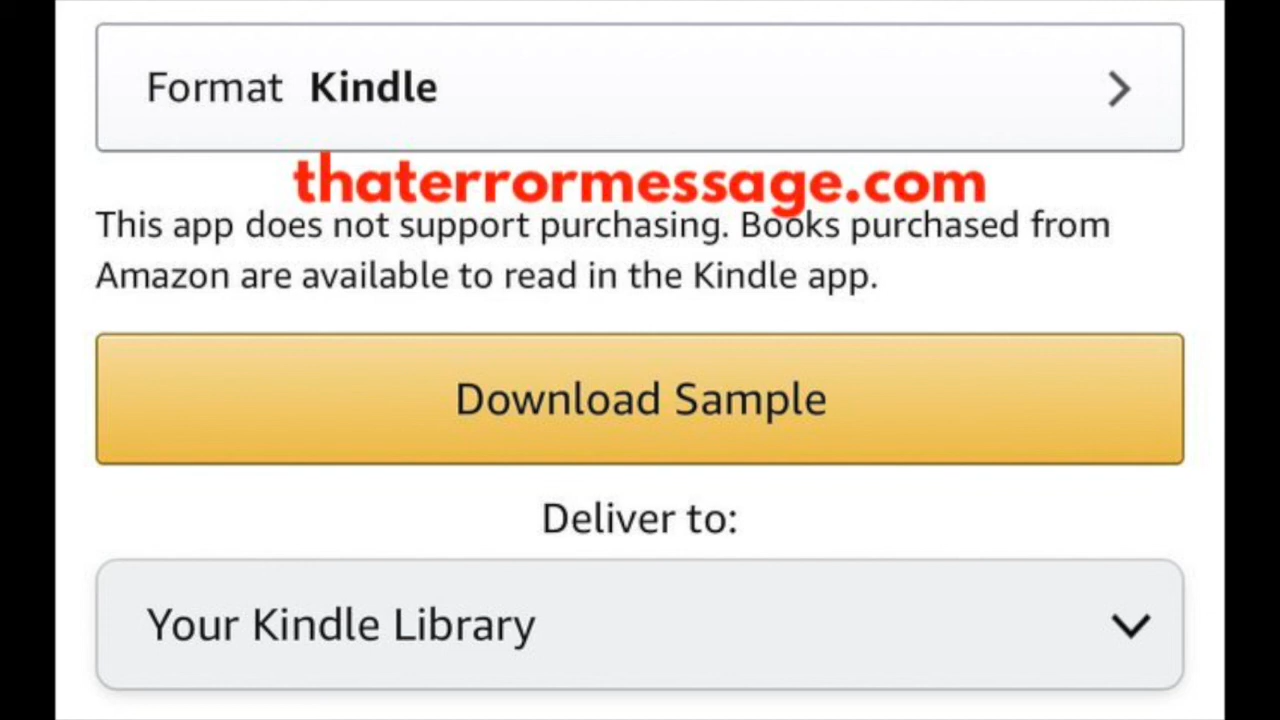 Format Kindle
thaterrormessage.com
This app does not support purchasing. Books purchased from
Amazon are available to read in the Kindle app.
Download Sample
Deliver to:
Your Kindle Library